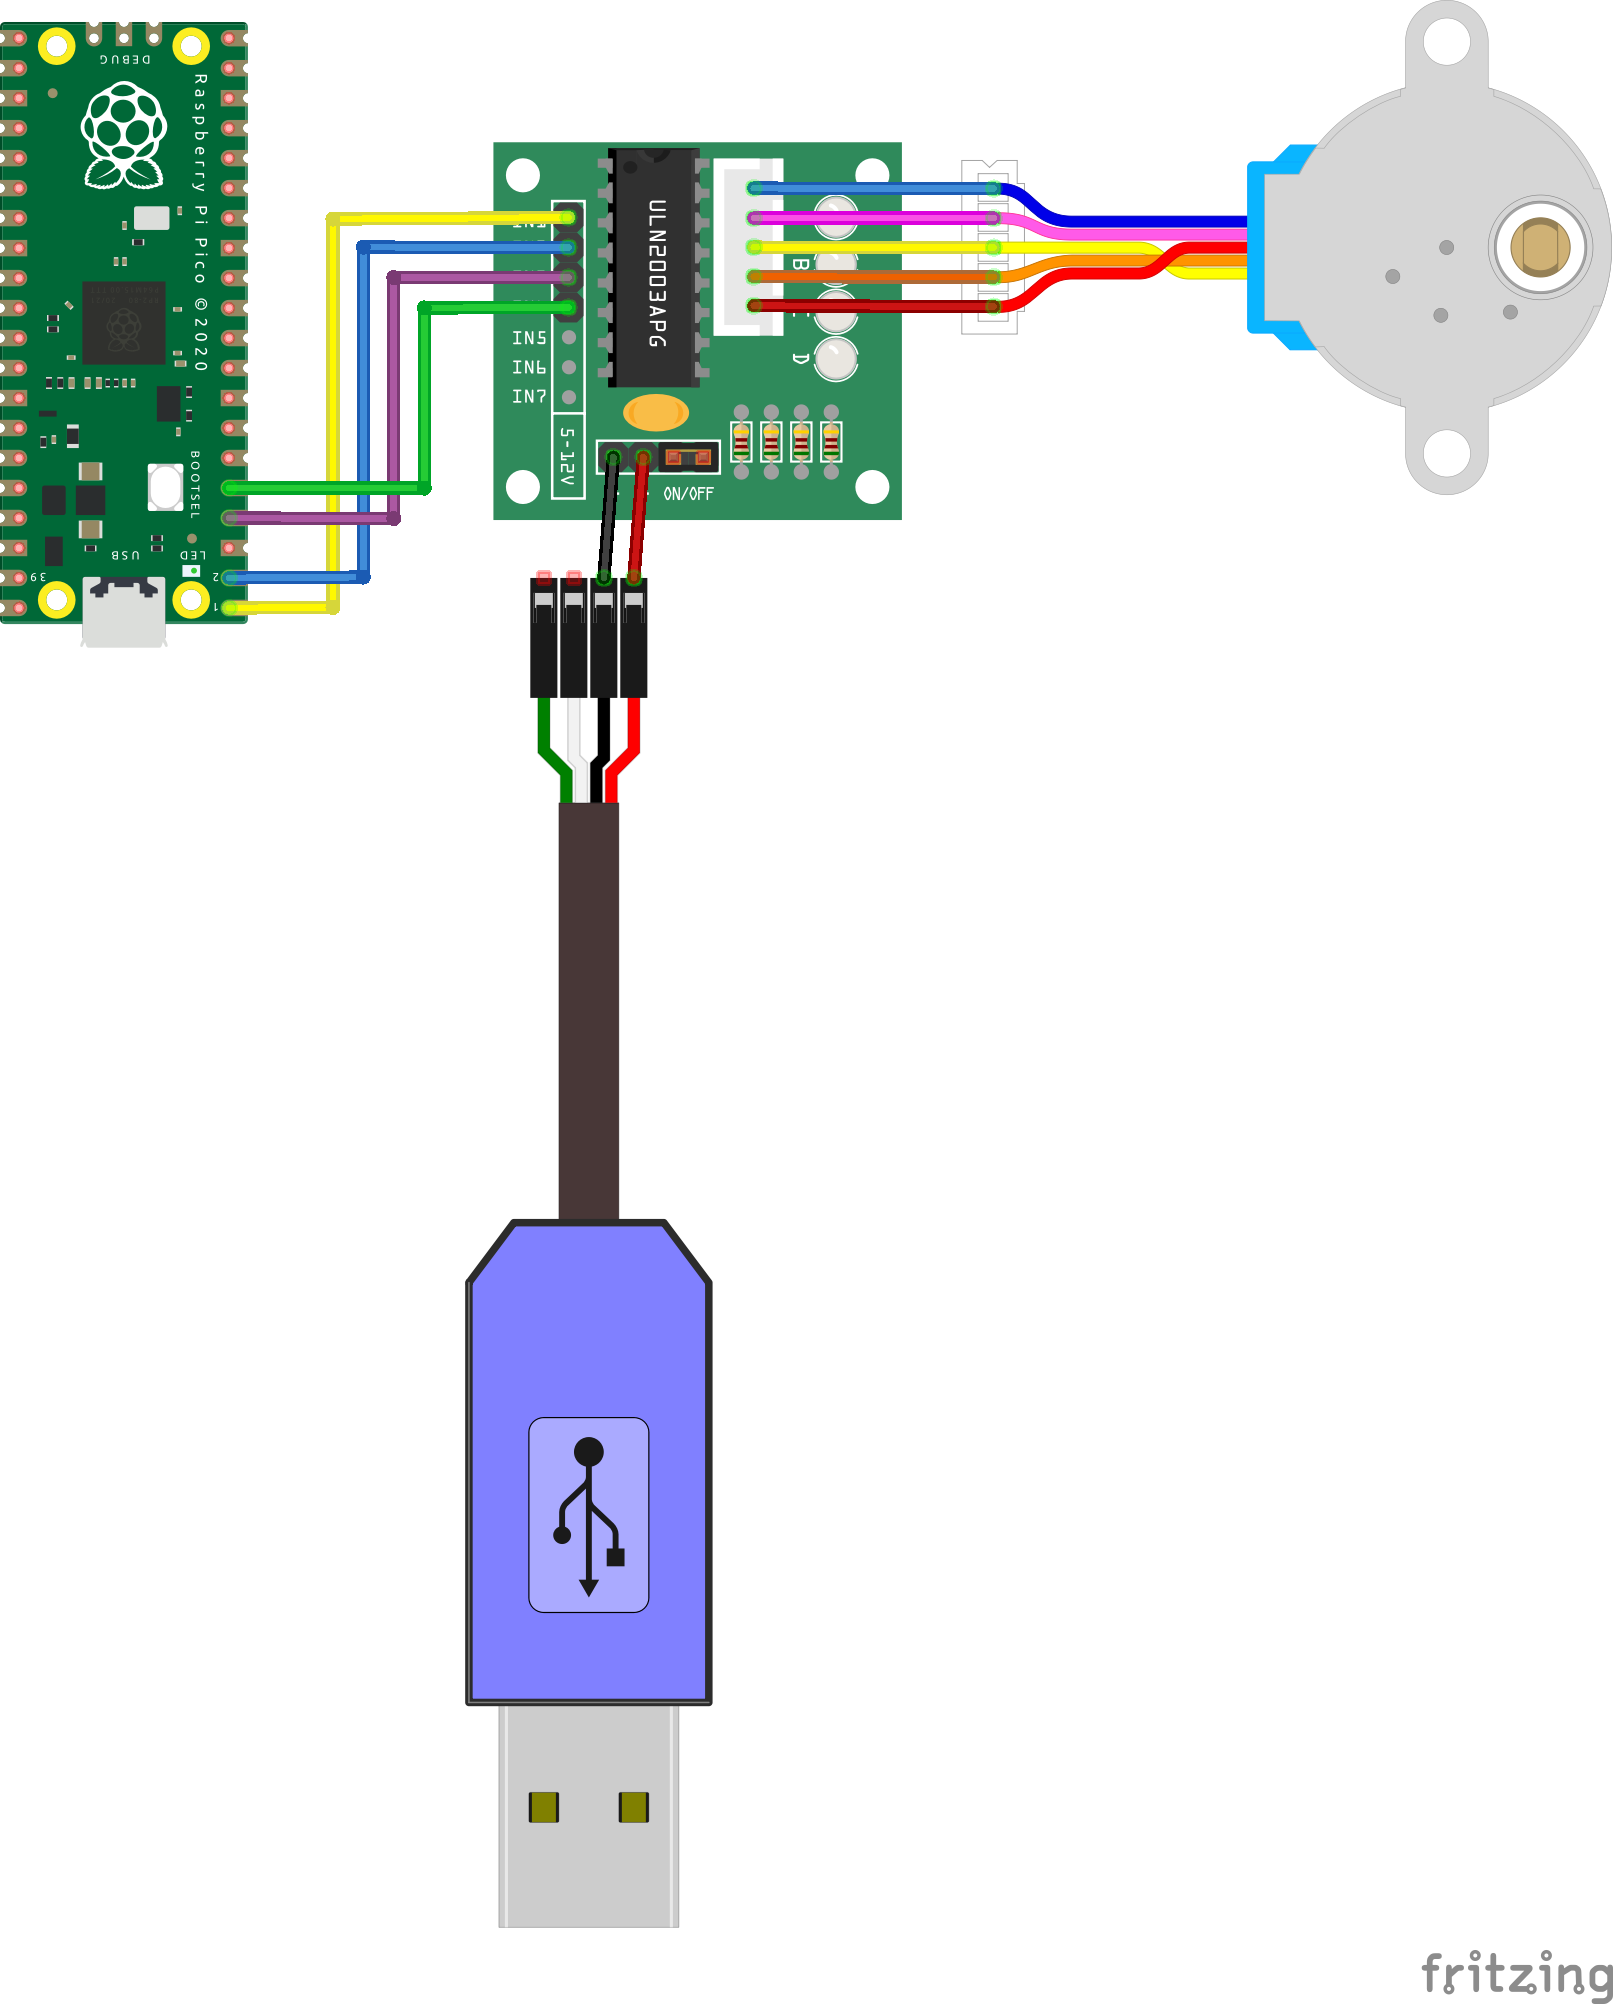 DEBUG
Raspberry Pi Pico © 2020
BOOTSEL
USB
LED
39
2
1
IN5
IN6
IN7
5-12V
ULN2003APG
B
D
ON/OFF
fritzing